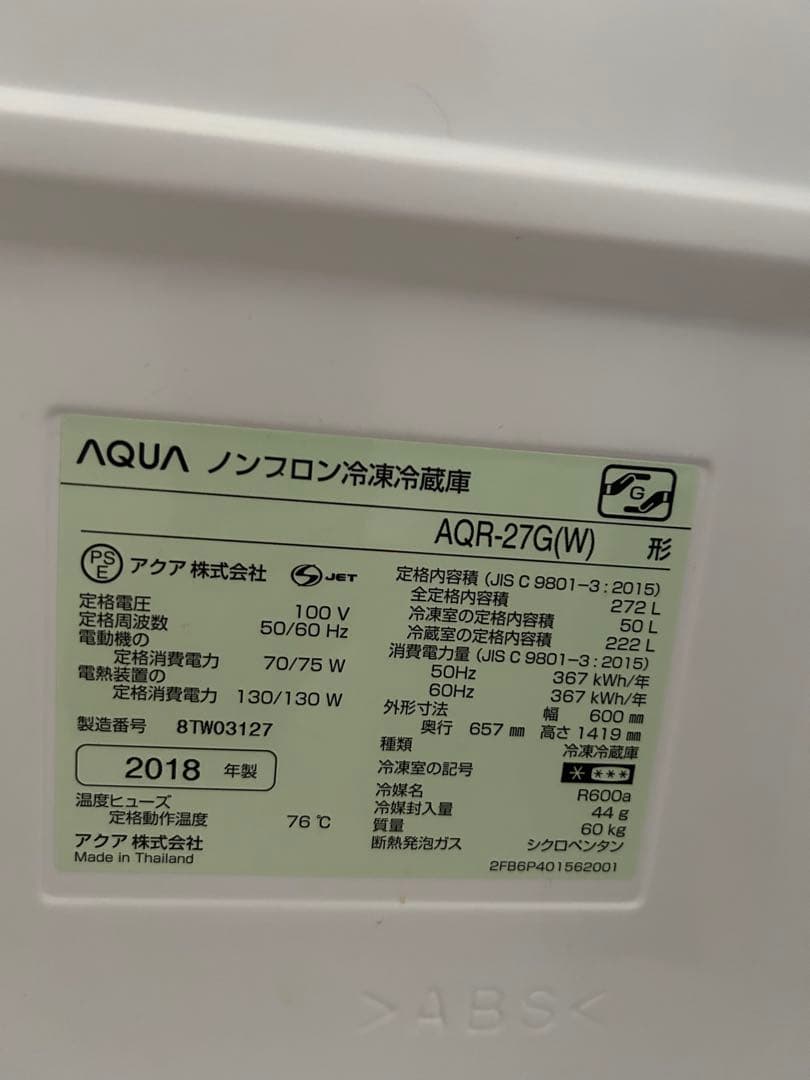 AQUA ノンフロン冷凍冷蔵庫
G
AQR-27G(W) 形
PSE アクア株式会社 S JET
定格電圧 100 V
定格周波数 50/60 Hz
電動機の
定格消費電力 70/75 W
電熱装置の
定格消費電力 130/130 W
製造番号 8TW03127
2018 年製
温度ヒューズ
定格動作温度 76 ℃
アクア株式会社
Made in Thailand
定格内容積 (JIS C 9801-3 : 2015)
全定格内容積 272 L
冷凍室の定格内容積 50 L
冷蔵室の定格内容積 222 L
消費電力量 (JIS C 9801-3 : 2015)
50Hz 367 kWh/年
60Hz 367 kWh/年
外形寸法 幅 600 mm
奥行 657 mm 高さ 1419 mm
種類 冷凍冷蔵庫
冷凍室の記号 * ***
冷媒名 R600a
冷媒封入量 44 g
質量 60 kg
断熱発泡ガス シクロペンタン
2FB6P401562001
>ABS<